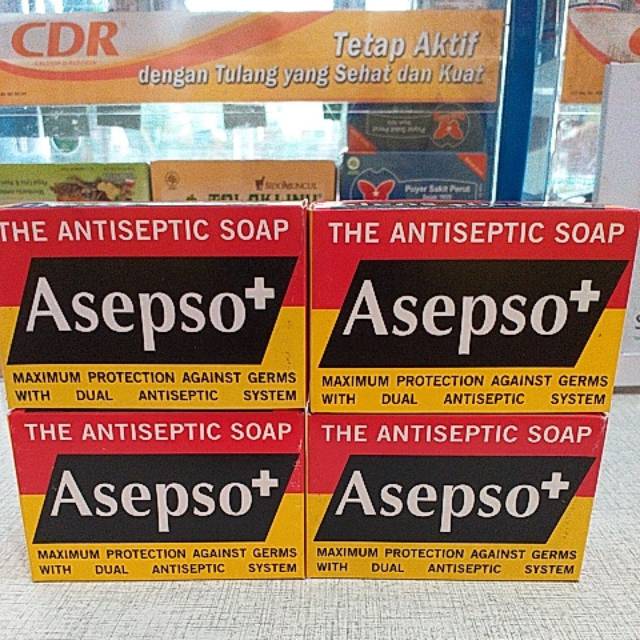 CDR
Tetap Aktif
dengan Tulang yang Sehat dan Kuat
SIDOMUNCUL
Puyer Sakit Perut
THE ANTISEPTIC SOAP
Asepso+
MAXIMUM PROTECTION AGAINST GERMS
WITH DUAL ANTISEPTIC SYSTEM
THE ANTISEPTIC SOAP
Asepso+
MAXIMUM PROTECTION AGAINST GERMS
WITH DUAL ANTISEPTIC SYSTEM
THE ANTISEPTIC SOAP
Asepso+
MAXIMUM PROTECTION AGAINST GERMS
WITH DUAL ANTISEPTIC SYSTEM
THE ANTISEPTIC SOAP
Asepso+
MAXIMUM PROTECTION AGAINST GERMS
WITH DUAL ANTISEPTIC SYSTEM